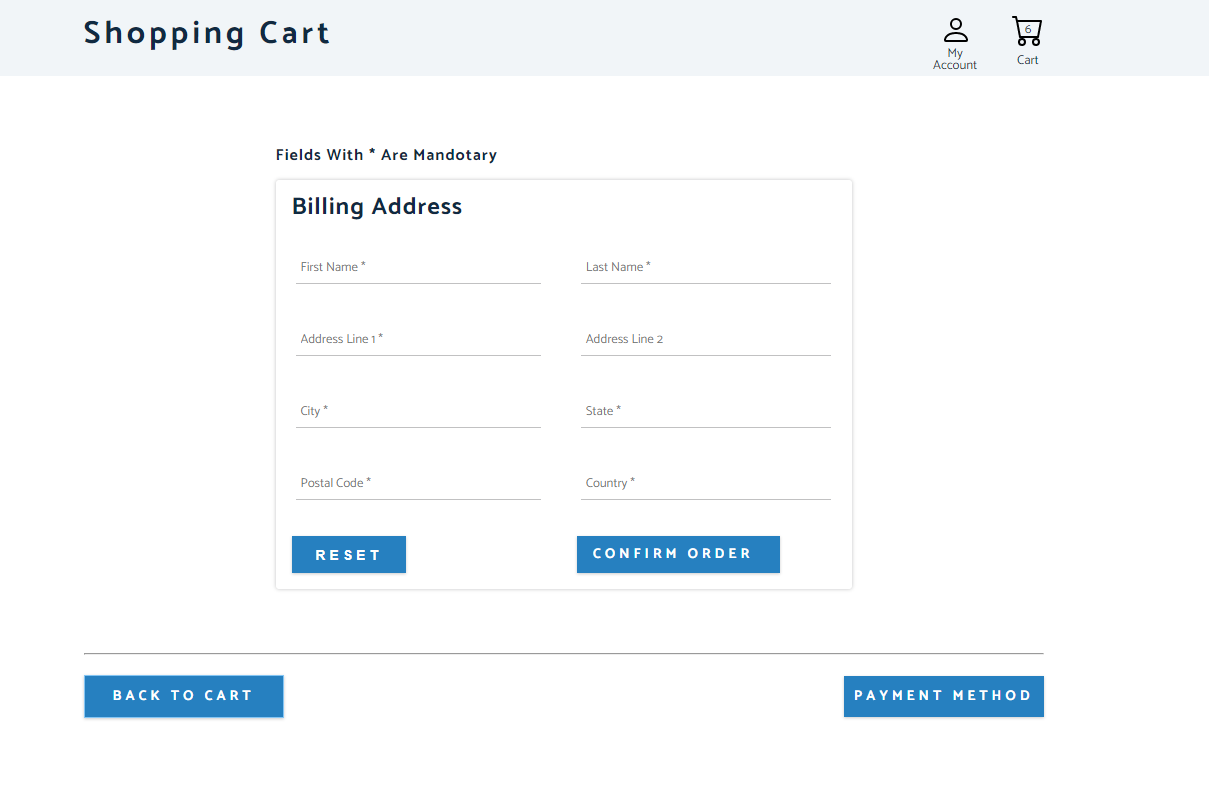 Shopping Cart
6
My
Account
Cart
Fields With * Are Mandotary
Billing Address
First Name *
Last Name *
Address Line 1 *
Address Line 2
City *
State *
Postal Code *
Country *
RESET
CONFIRM ORDER
BACK TO CART
PAYMENT METHOD